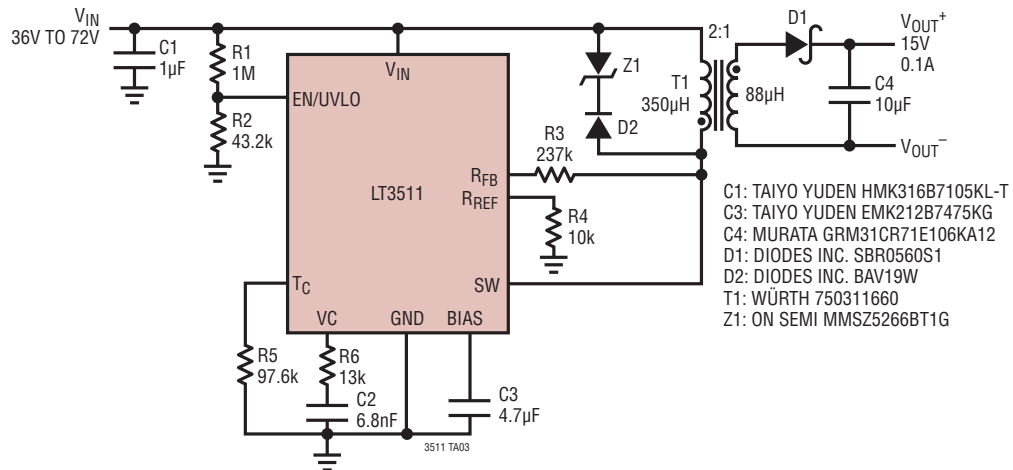 VIN
36V TO 72V
C1
1µF
R1
1M
R2
43.2k
VIN
EN/UVLO
LT3511
RFB
RREF
TC
SW
VC
GND
BIAS
R3
237k
R4
10k
R5
97.6k
R6
13k
C2
6.8nF
C3
4.7µF
3511 TA03
Z1
D2
T1
350µH
2:1
88µH
D1
C4
10µF
VOUT+
15V
0.1A
VOUT–
C1: TAIYO YUDEN HMK316B7105KL-T
C3: TAIYO YUDEN EMK212B7475KG
C4: MURATA GRM31CR71E106KA12
D1: DIODES INC. SBR0560S1
D2: DIODES INC. BAV19W
T1: WÜRTH 750311660
Z1: ON SEMI MMSZ5266BT1G